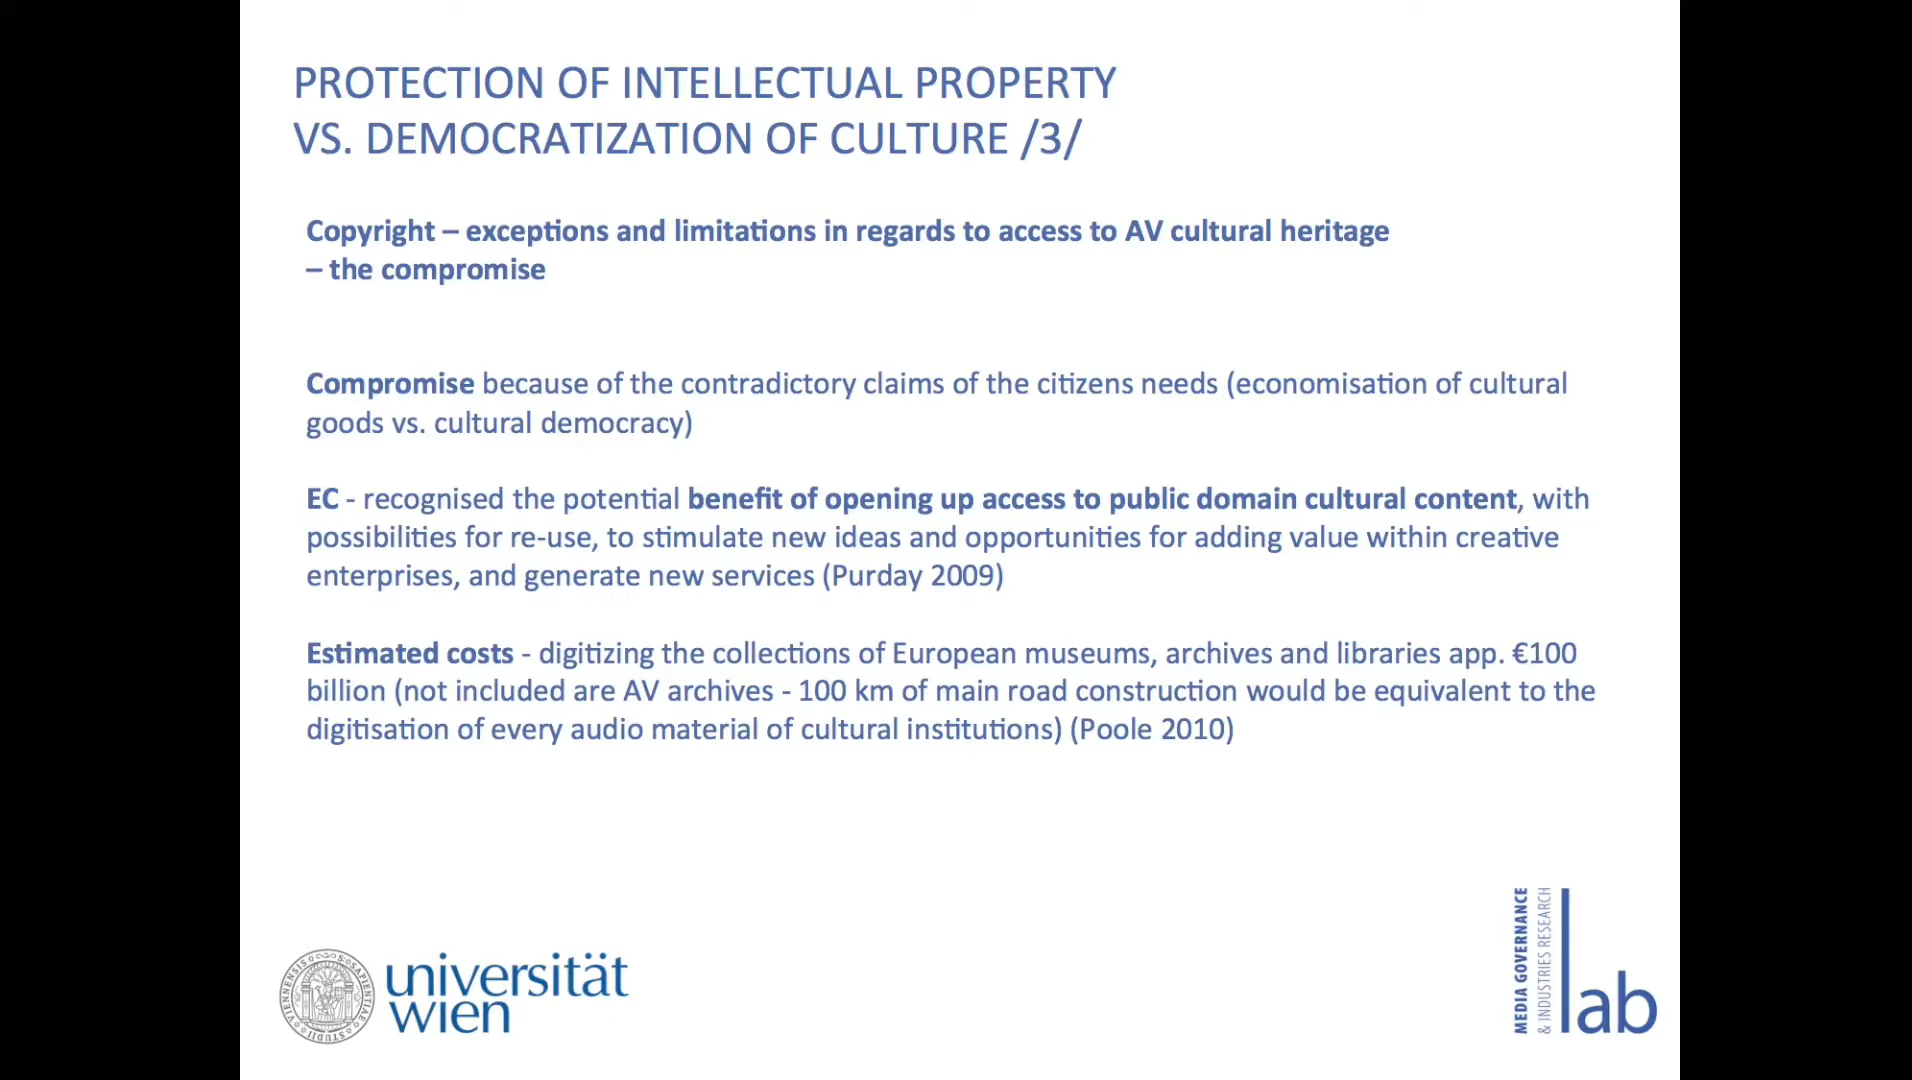 PROTECTION OF INTELLECTUAL PROPERTY
VS. DEMOCRATIZATION OF CULTURE /3/
Copyright – exceptions and limitations in regards to access to AV cultural heritage
– the compromise
Compromise because of the contradictory claims of the citizens needs (economisation of cultural
goods vs. cultural democracy)
EC - recognised the potential benefit of opening up access to public domain cultural content, with
possibilities for re-use, to stimulate new ideas and opportunities for adding value within creative
enterprises, and generate new services (Purday 2009)
Estimated costs - digitizing the collections of European museums, archives and libraries app. €100
billion (not included are AV archives - 100 km of main road construction would be equivalent to the
digitisation of every audio material of cultural institutions) (Poole 2010)
STUDII VIENNENSIS SAPIENTIAE
universität
wien
MEDIA GOVERNANCE
& INDUSTRIES RESEARCH
lab